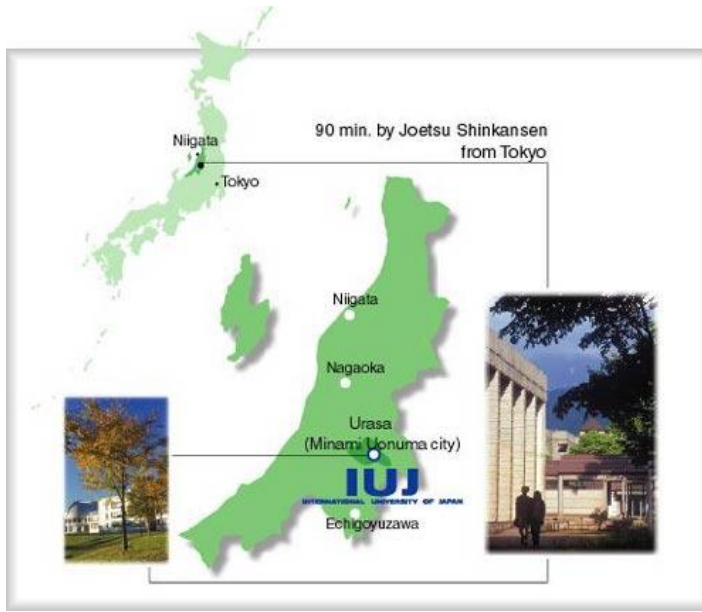 90 min. by Joetsu Shinkansen
from Tokyo
Niigata
Tokyo
Niigata
Nagaoka
Urasa
(Minami Uonuma city)
IUJ
INTERNATIONAL UNIVERSITY OF JAPAN
Echigoyuzawa